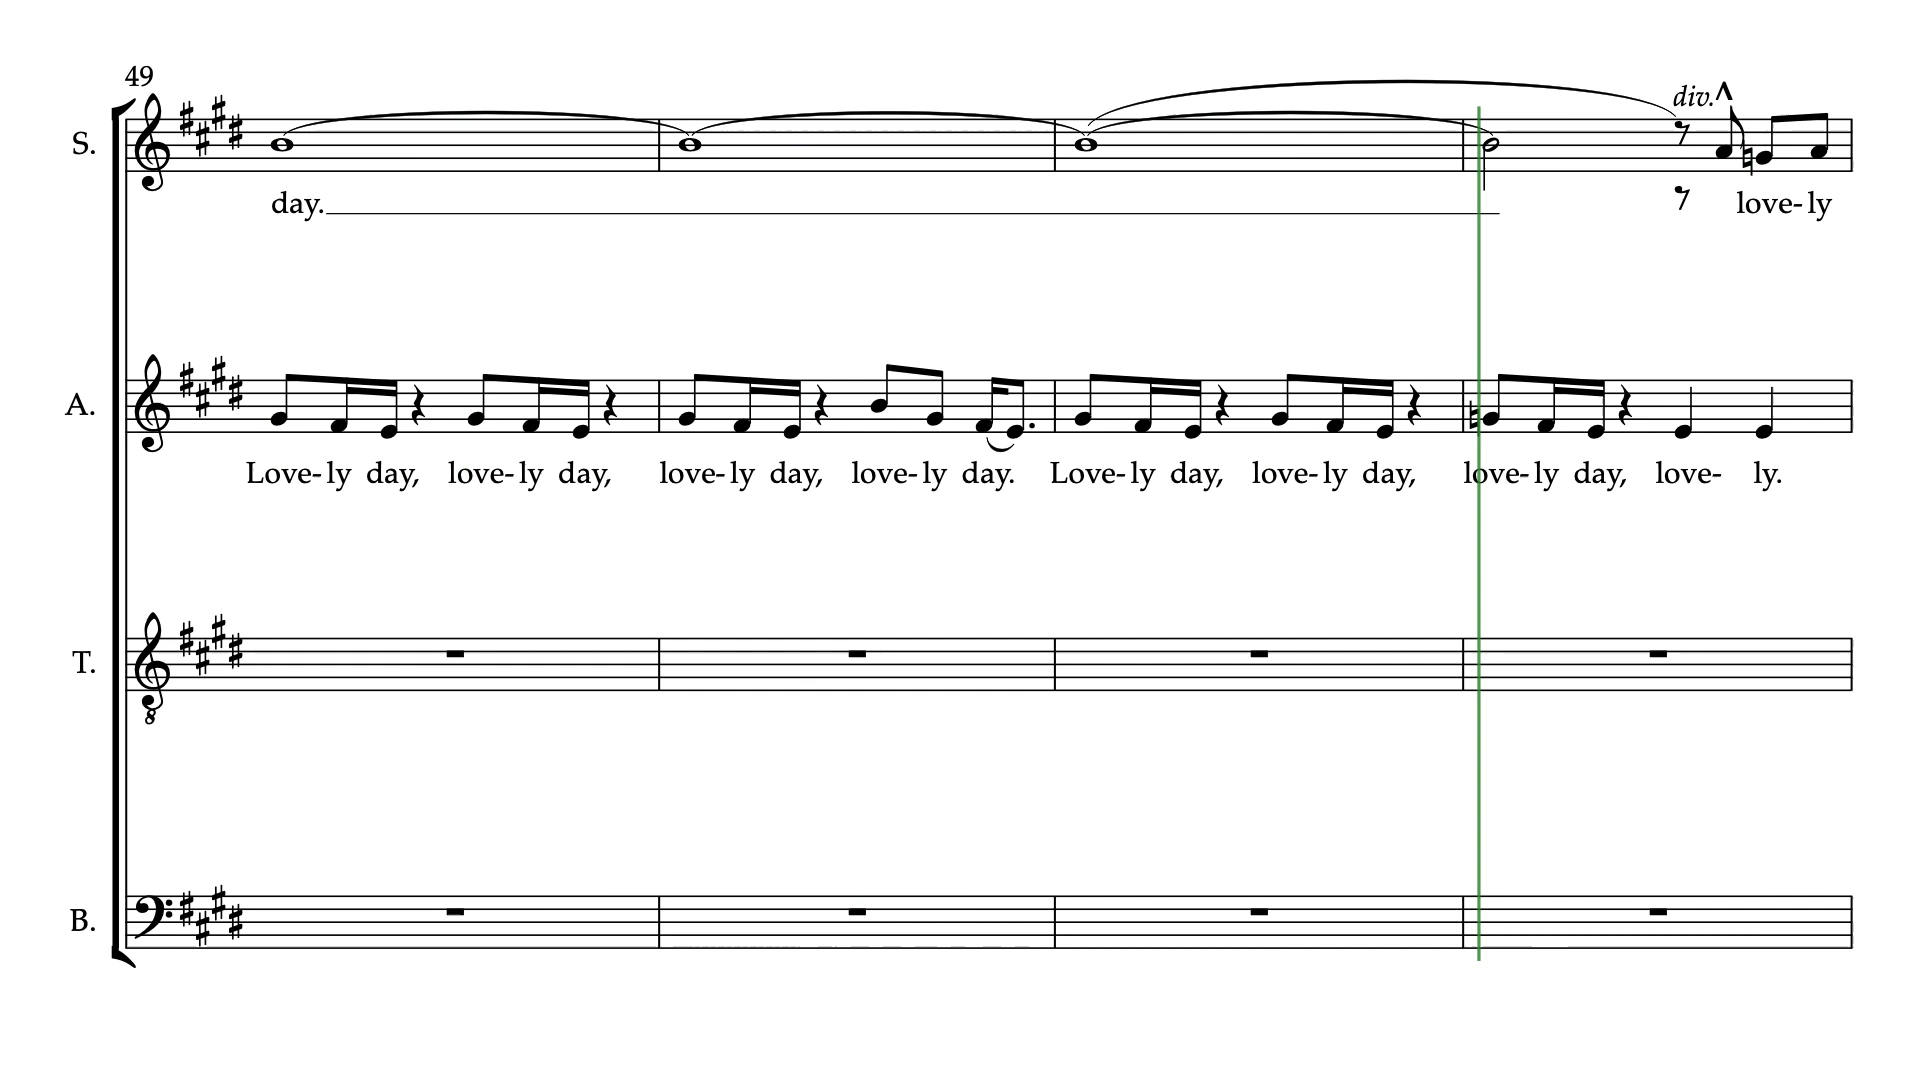 49
div.
S.
day. love- ly
A.
Love- ly day, love- ly day, love- ly day, love- ly day. Love- ly day, love- ly day, love- ly day, love- ly.
T.
8
B.